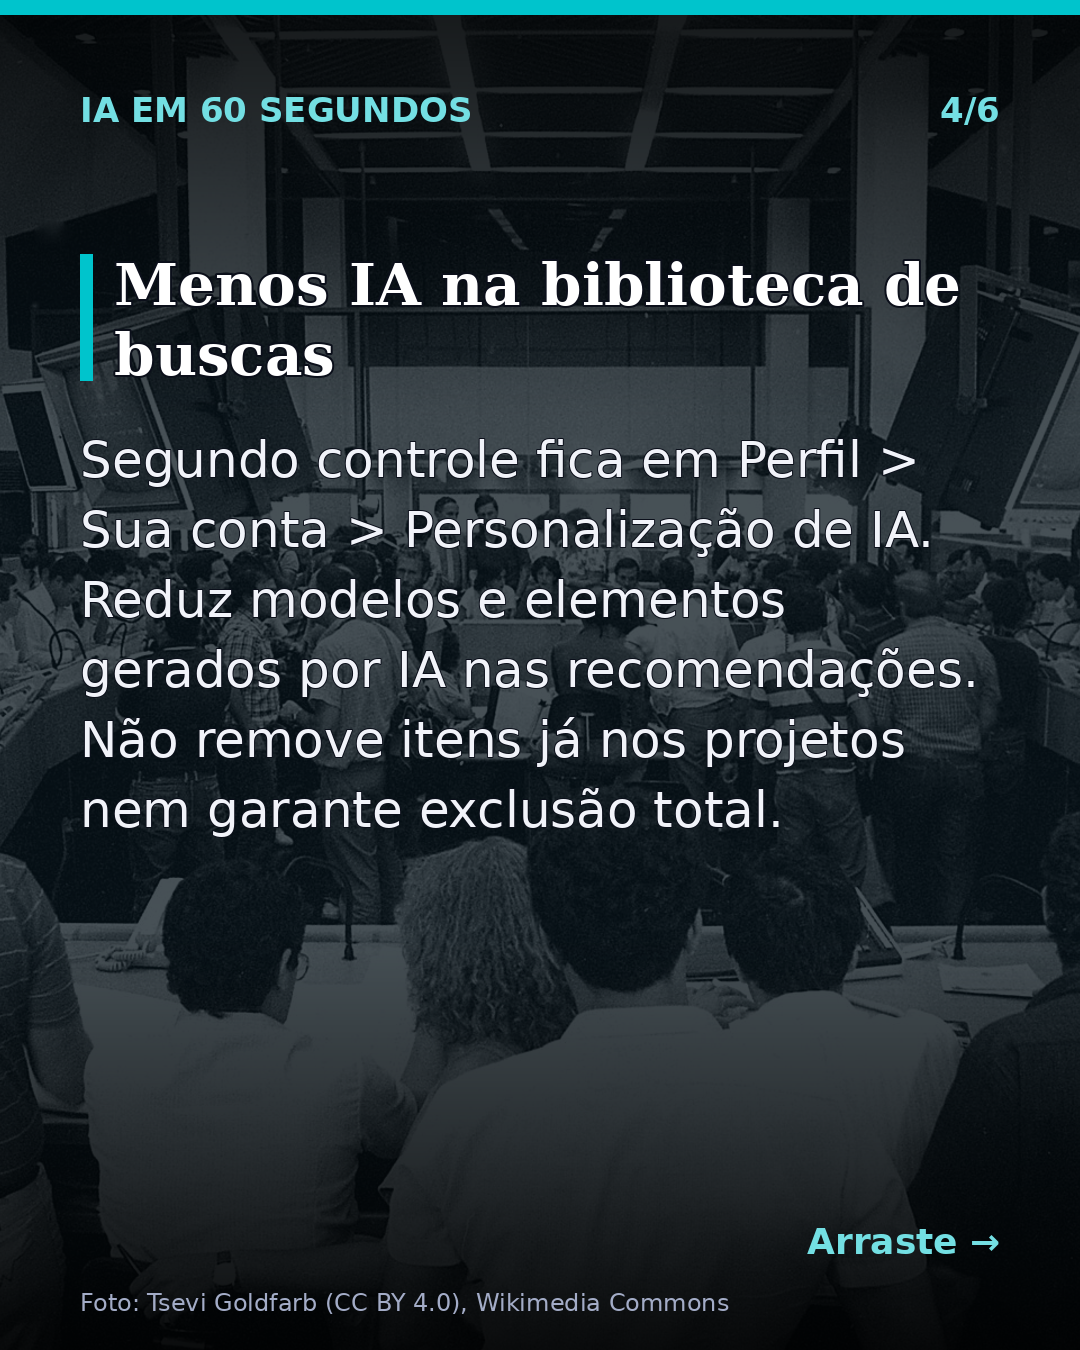 IA EM 60 SEGUNDOS
4/6
Menos IA na biblioteca de
buscas
Segundo controle fica em Perfil >
Sua conta > Personalização de IA.
Reduz modelos e elementos
gerados por IA nas recomendações.
Não remove itens já nos projetos
nem garante exclusão total.
Arraste →
Foto: Tsevi Goldfarb (CC BY 4.0), Wikimedia Commons